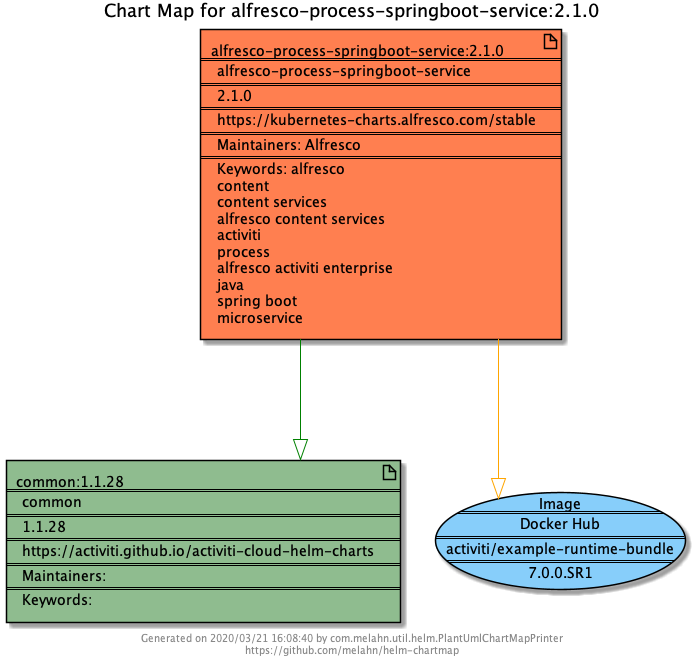 Chart Map for alfresco-process-springboot-service:2.1.0
alfresco-process-springboot-service:2.1.0
alfresco-process-springboot-service
2.1.0
https://kubernetes-charts.alfresco.com/stable
Maintainers: Alfresco
Keywords: alfresco
content
content services
alfresco content services
activiti
process
alfresco activiti enterprise
java
spring boot
microservice
common:1.1.28
common
1.1.28
https://activiti.github.io/activiti-cloud-helm-charts
Maintainers:
Keywords:
Image
Docker Hub
activiti/example-runtime-bundle
7.0.0.SR1
Generated on 2020/03/21 16:08:40 by com.melahn.util.helm.PlantUmlChartMapPrinter
https://github.com/melahn/helm-chartmap